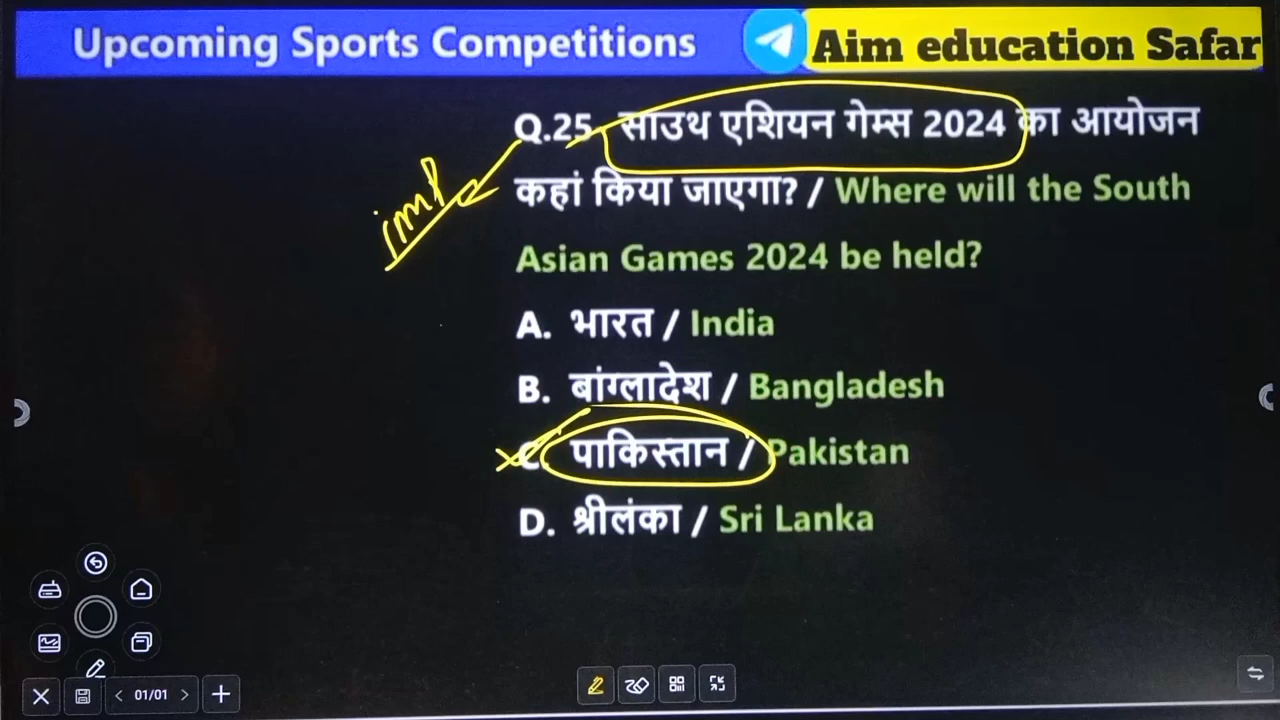 Upcoming Sports Competitions
Aim education Safar
Q.25 साउथ एशियन गेम्स 2024 का आयोजन
कहां किया जाएगा? / Where will the South
Asian Games 2024 be held?
imp
A. भारत / India
B. बांग्लादेश / Bangladesh
C. पाकिस्तान / Pakistan
D. श्रीलंका / Sri Lanka
01/01